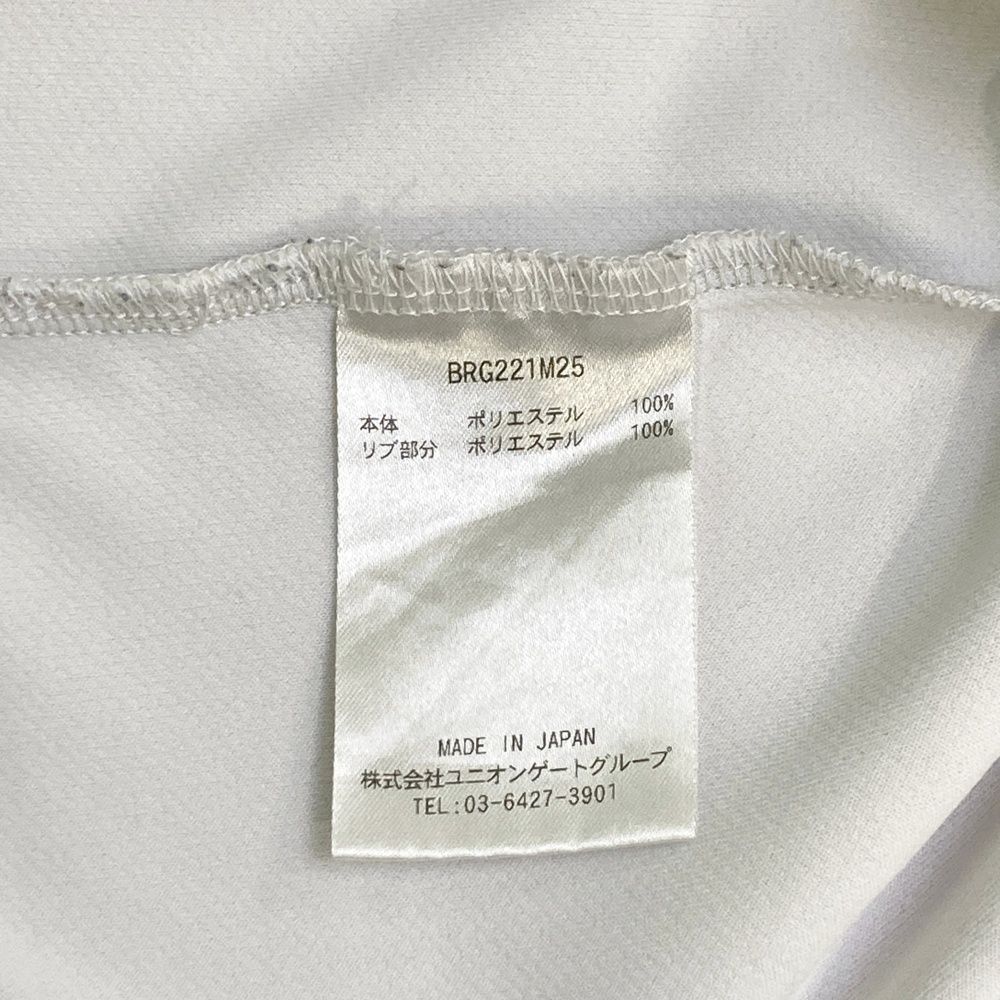 BRG221M25
本体 ポリエステル 100%
リブ部分 ポリエステル 100%
MADE IN JAPAN
株式会社ユニオンゲートグループ
TEL:03-6427-3901